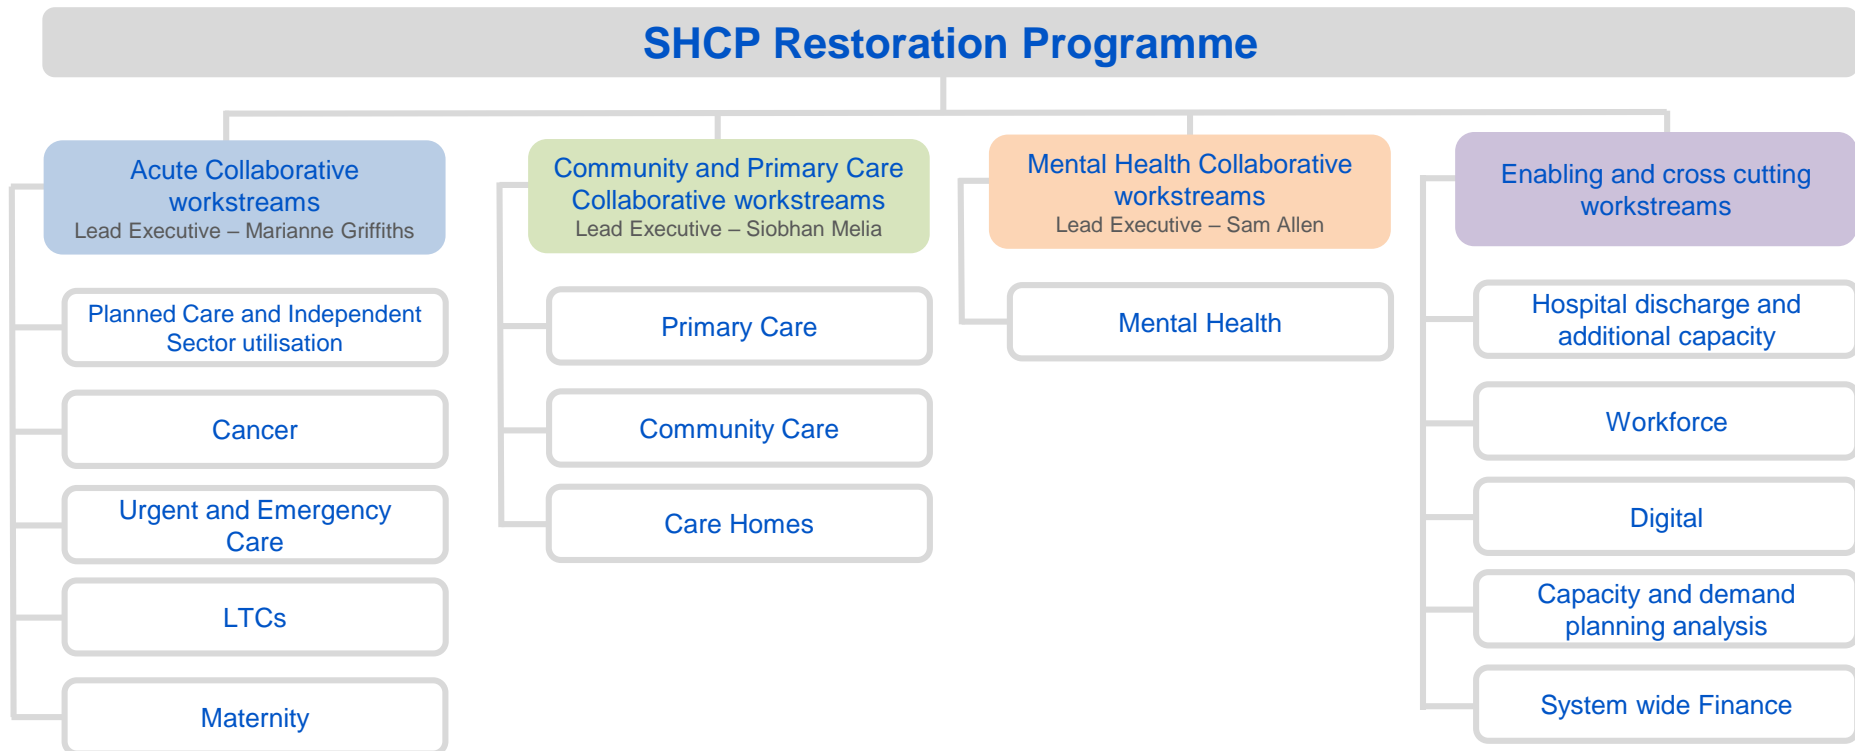 SHCP Restoration Programme
Acute Collaborative
workstreams
Lead Executive – Marianne Griffiths
Planned Care and Independent
Sector utilisation
Cancer
Urgent and Emergency
Care
LTCs
Maternity
Community and Primary Care
Collaborative workstreams
Lead Executive – Siobhan Melia
Primary Care
Community Care
Care Homes
Mental Health Collaborative
workstreams
Lead Executive – Sam Allen
Mental Health
Enabling and cross cutting
workstreams
Hospital discharge and
additional capacity
Workforce
Digital
Capacity and demand
planning analysis
System wide Finance